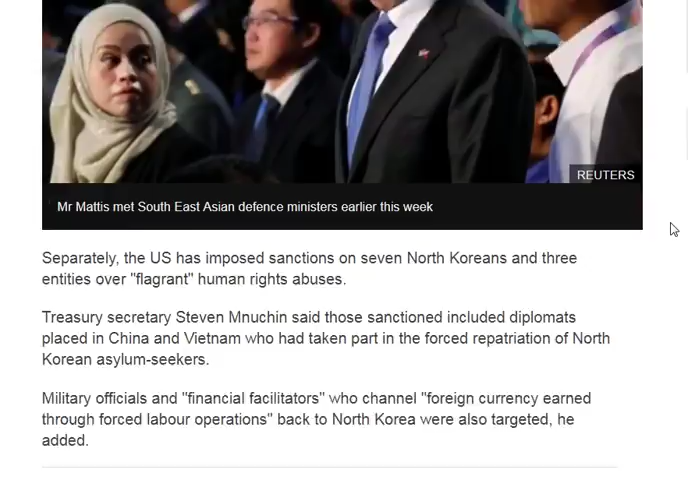 REUTERS
Mr Mattis met South East Asian defence ministers earlier this week
Separately, the US has imposed sanctions on seven North Koreans and three
entities over "flagrant" human rights abuses.
Treasury secretary Steven Mnuchin said those sanctioned included diplomats
placed in China and Vietnam who had taken part in the forced repatriation of North
Korean asylum-seekers.
Military officials and "financial facilitators" who channel "foreign currency earned
through forced labour operations" back to North Korea were also targeted, he
added.